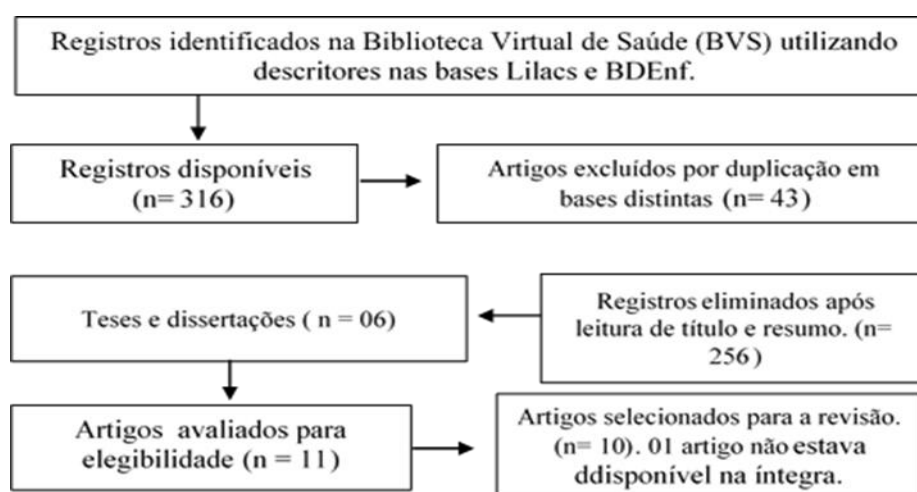 Registros identificados na Biblioteca Virtual de Saúde (BVS) utilizando
descritores nas bases Lilacs e BDEnf.
Registros disponíveis
(n= 316)
Artigos excluídos por duplicação em
bases distintas (n= 43)
Teses e dissertações ( n = 06)
Registros eliminados após
leitura de título e resumo. (n=
256)
Artigos avaliados para
elegibilidade (n = 11)
Artigos selecionados para a revisão.
(n= 10). 01 artigo não estava
ddisponível na íntegra.